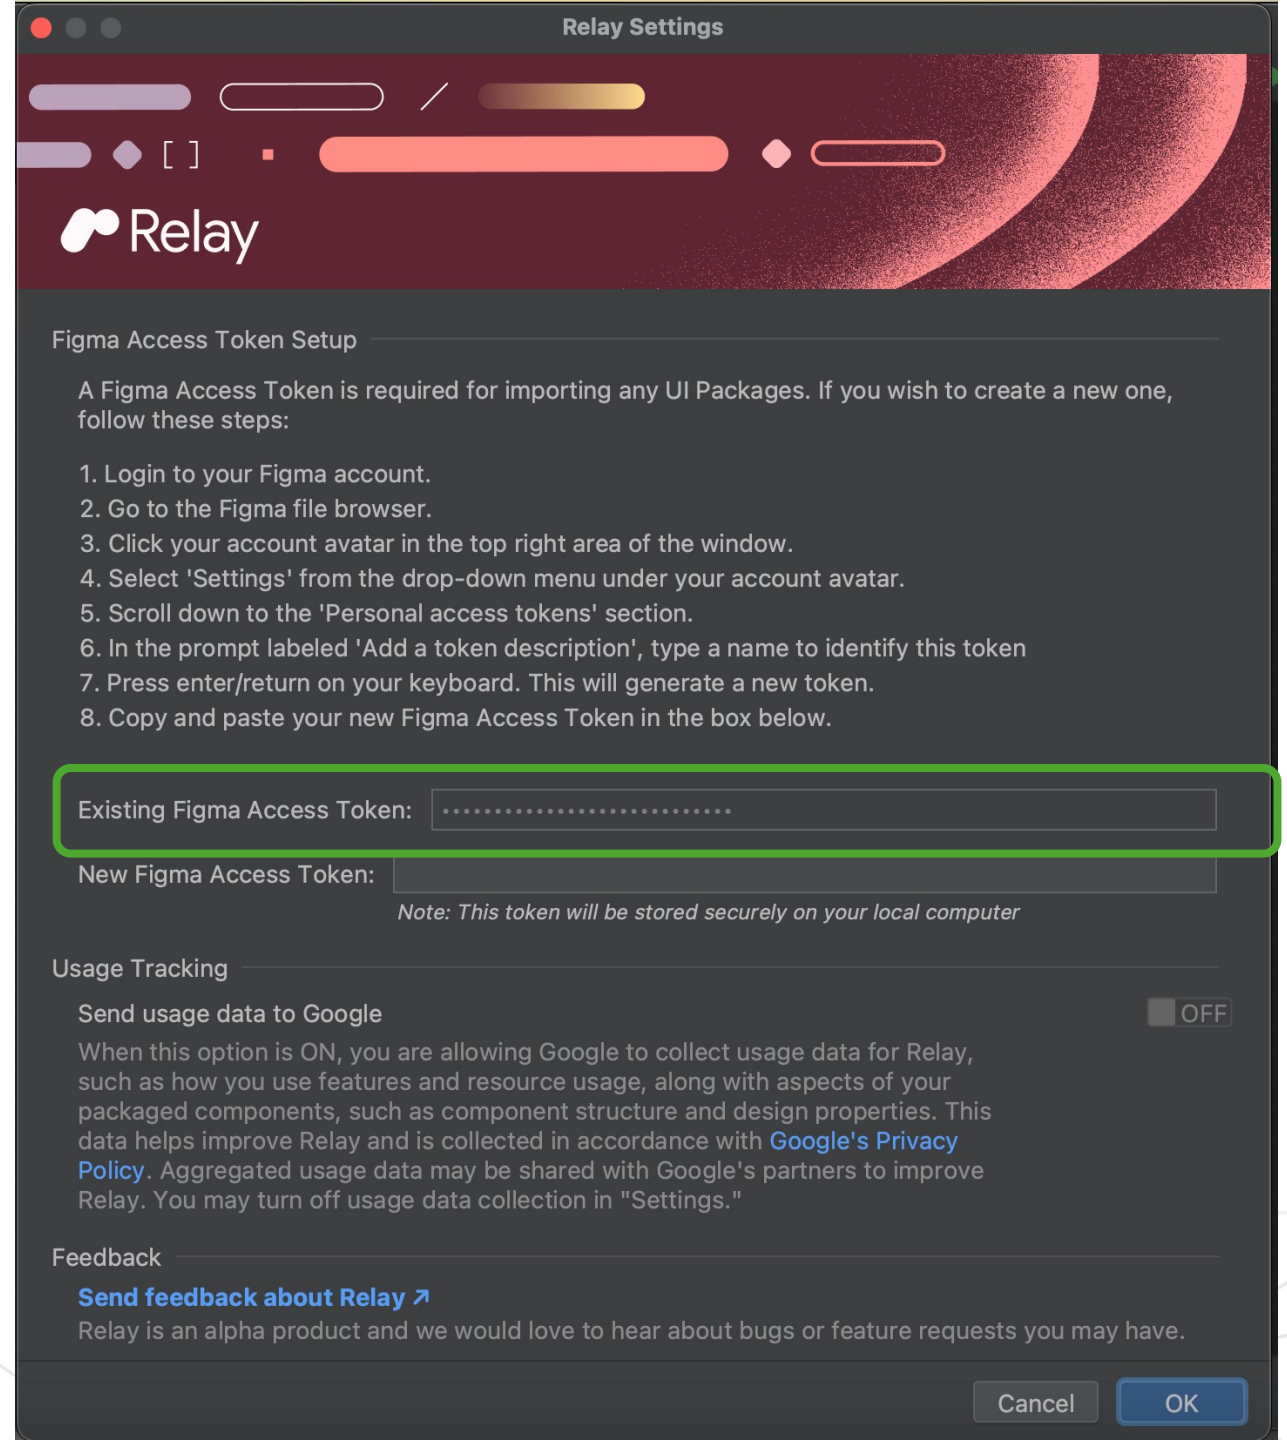 Relay Settings
[ ]
Relay
Figma Access Token Setup
A Figma Access Token is required for importing any UI Packages. If you wish to create a new one,
follow these steps:
1. Login to your Figma account.
2. Go to the Figma file browser.
3. Click your account avatar in the top right area of the window.
4. Select 'Settings' from the drop-down menu under your account avatar.
5. Scroll down to the 'Personal access tokens' section.
6. In the prompt labeled 'Add a token description', type a name to identify this token
7. Press enter/return on your keyboard. This will generate a new token.
8. Copy and paste your new Figma Access Token in the box below.
Existing Figma Access Token: ••••••••••••••••••••••••••••
New Figma Access Token:
Note: This token will be stored securely on your local computer
Usage Tracking
Send usage data to Google OFF
When this option is ON, you are allowing Google to collect usage data for Relay,
such as how you use features and resource usage, along with aspects of your
packaged components, such as component structure and design properties. This
data helps improve Relay and is collected in accordance with Google's Privacy
Policy. Aggregated usage data may be shared with Google's partners to improve
Relay. You may turn off usage data collection in "Settings."
Feedback
Send feedback about Relay ↗
Relay is an alpha product and we would love to hear about bugs or feature requests you may have.
Cancel OK